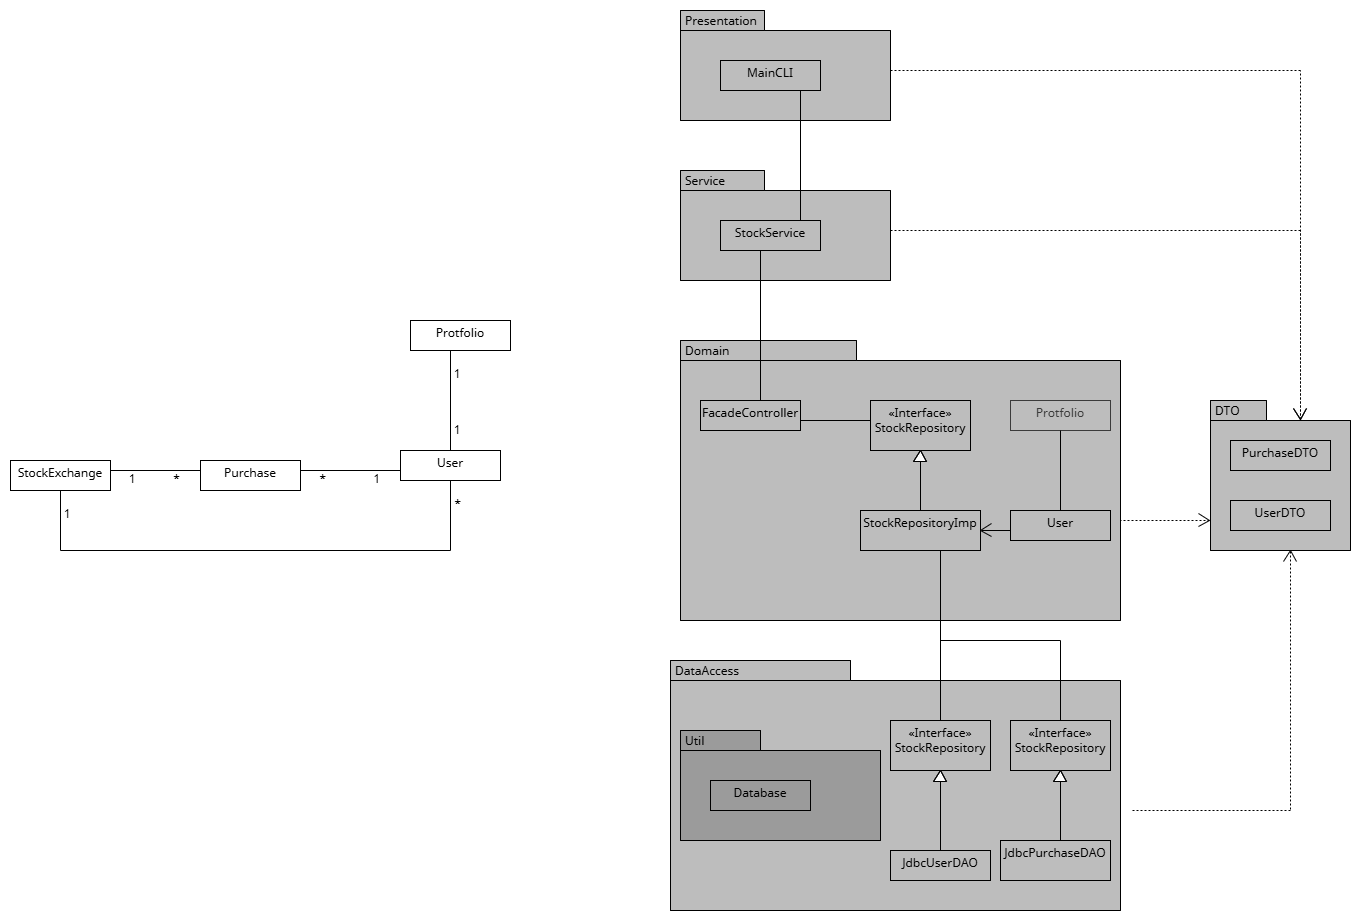 Protfolio
1
1
StockExchange
1
*
Purchase
*
1
User
1
*
Presentation
MainCLI
Service
StockService
Domain
FacadeController
«Interface»
StockRepository
Protfolio
StockRepositoryImp
User
DTO
PurchaseDTO
UserDTO
DataAccess
Util
Database
«Interface»
StockRepository
«Interface»
StockRepository
JdbcUserDAO
JdbcPurchaseDAO